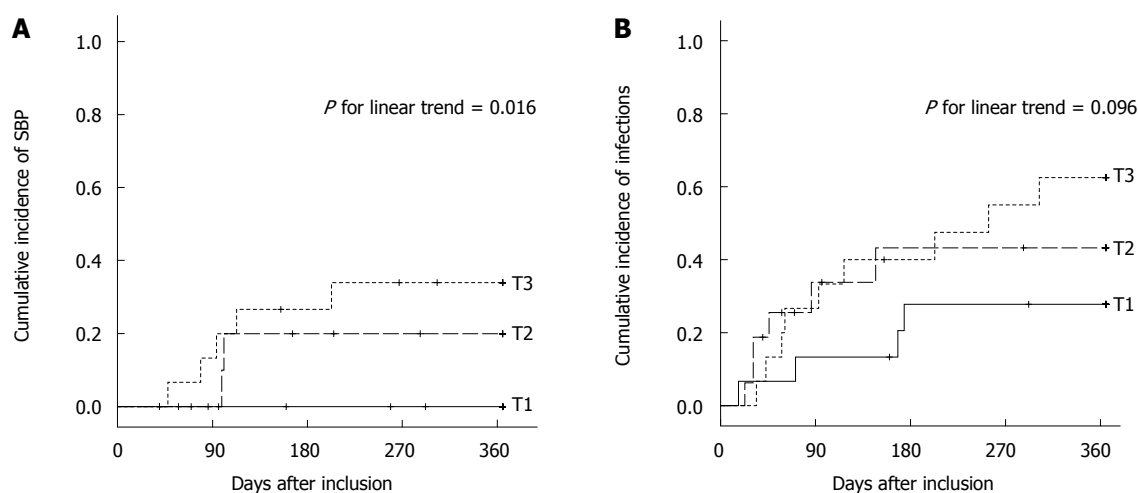 A
Cumulative incidence of SBP
1.0
0.8
0.6
0.4
0.2
0.0
P for linear trend = 0.016
T3
T2
T1
0 90 180 270 360
Days after inclusion
B
Cumulative incidence of infections
1.0
0.8
0.6
0.4
0.2
0.0
P for linear trend = 0.096
T3
T2
T1
0 90 180 270 360
Days after inclusion